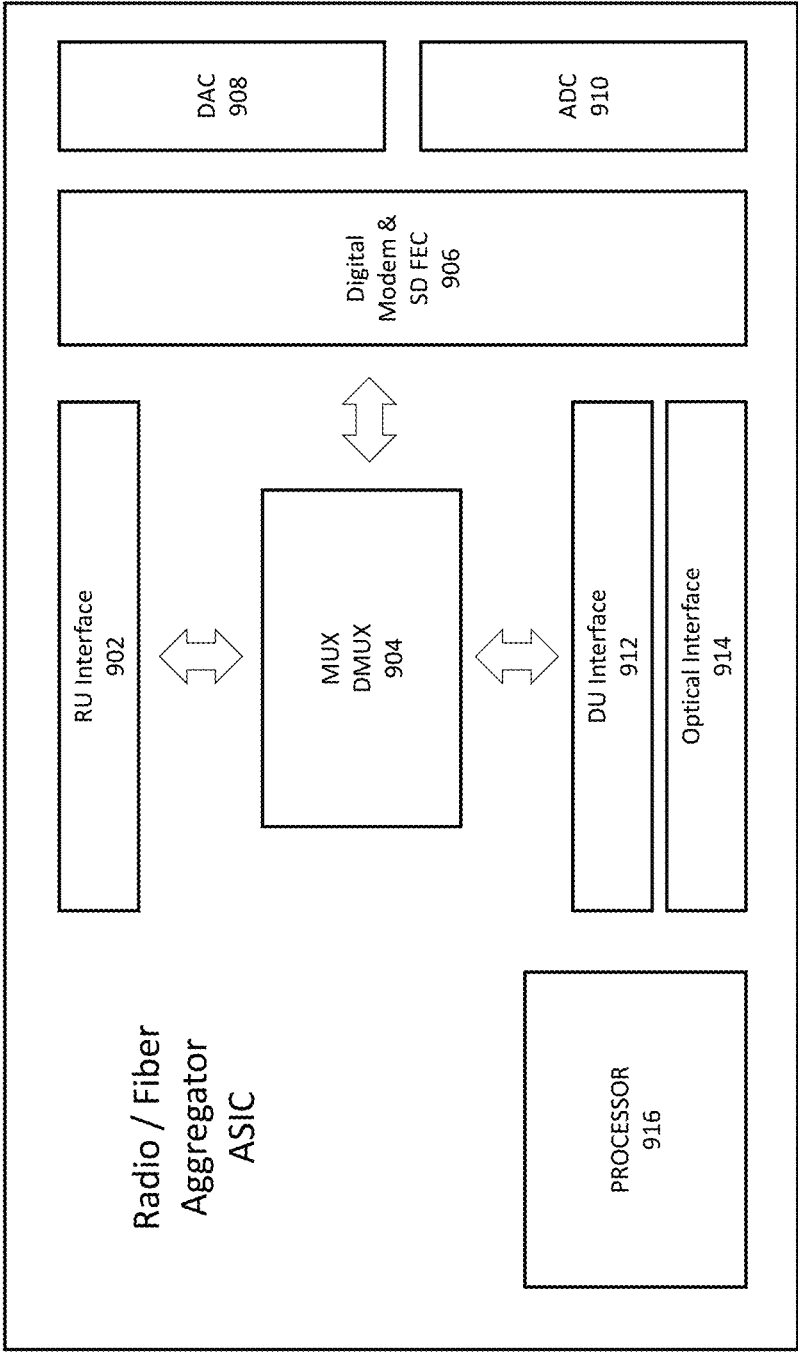 Radio / Fiber
Aggregator
ASIC
RU Interface
902
MUX
DMUX
904
Digital
Modem &
SD FEC
906
DAC
908
ADC
910
DU Interface
912
Optical Interface
914
PROCESSOR
916